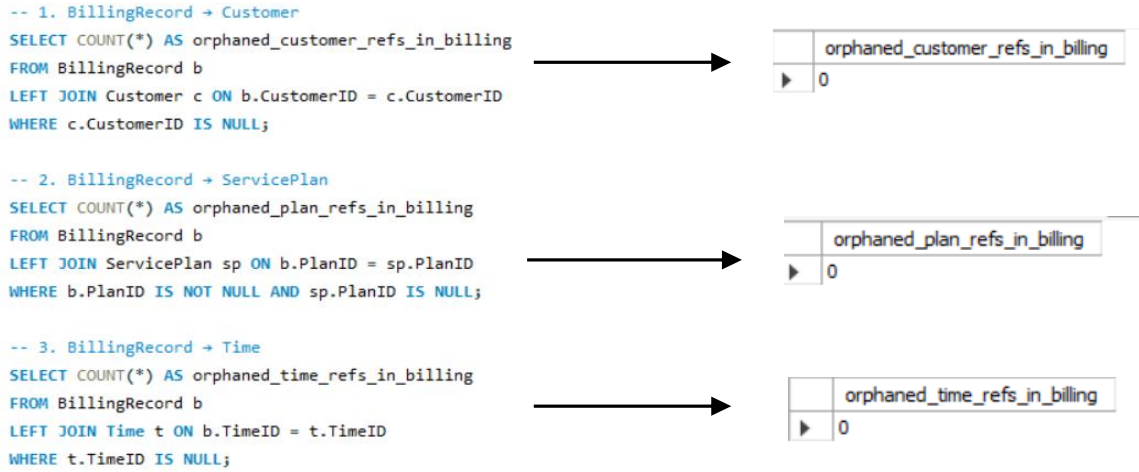 -- 1. BillingRecord → Customer
SELECT COUNT(*) AS orphaned_customer_refs_in_billing
FROM BillingRecord b
LEFT JOIN Customer c ON b.CustomerID = c.CustomerID
WHERE c.CustomerID IS NULL;
orphaned_customer_refs_in_billing
0
-- 2. BillingRecord → ServicePlan
SELECT COUNT(*) AS orphaned_plan_refs_in_billing
FROM BillingRecord b
LEFT JOIN ServicePlan sp ON b.PlanID = sp.PlanID
WHERE b.PlanID IS NOT NULL AND sp.PlanID IS NULL;
orphaned_plan_refs_in_billing
0
-- 3. BillingRecord → Time
SELECT COUNT(*) AS orphaned_time_refs_in_billing
FROM BillingRecord b
LEFT JOIN Time t ON b.TimeID = t.TimeID
WHERE t.TimeID IS NULL;
orphaned_time_refs_in_billing
0